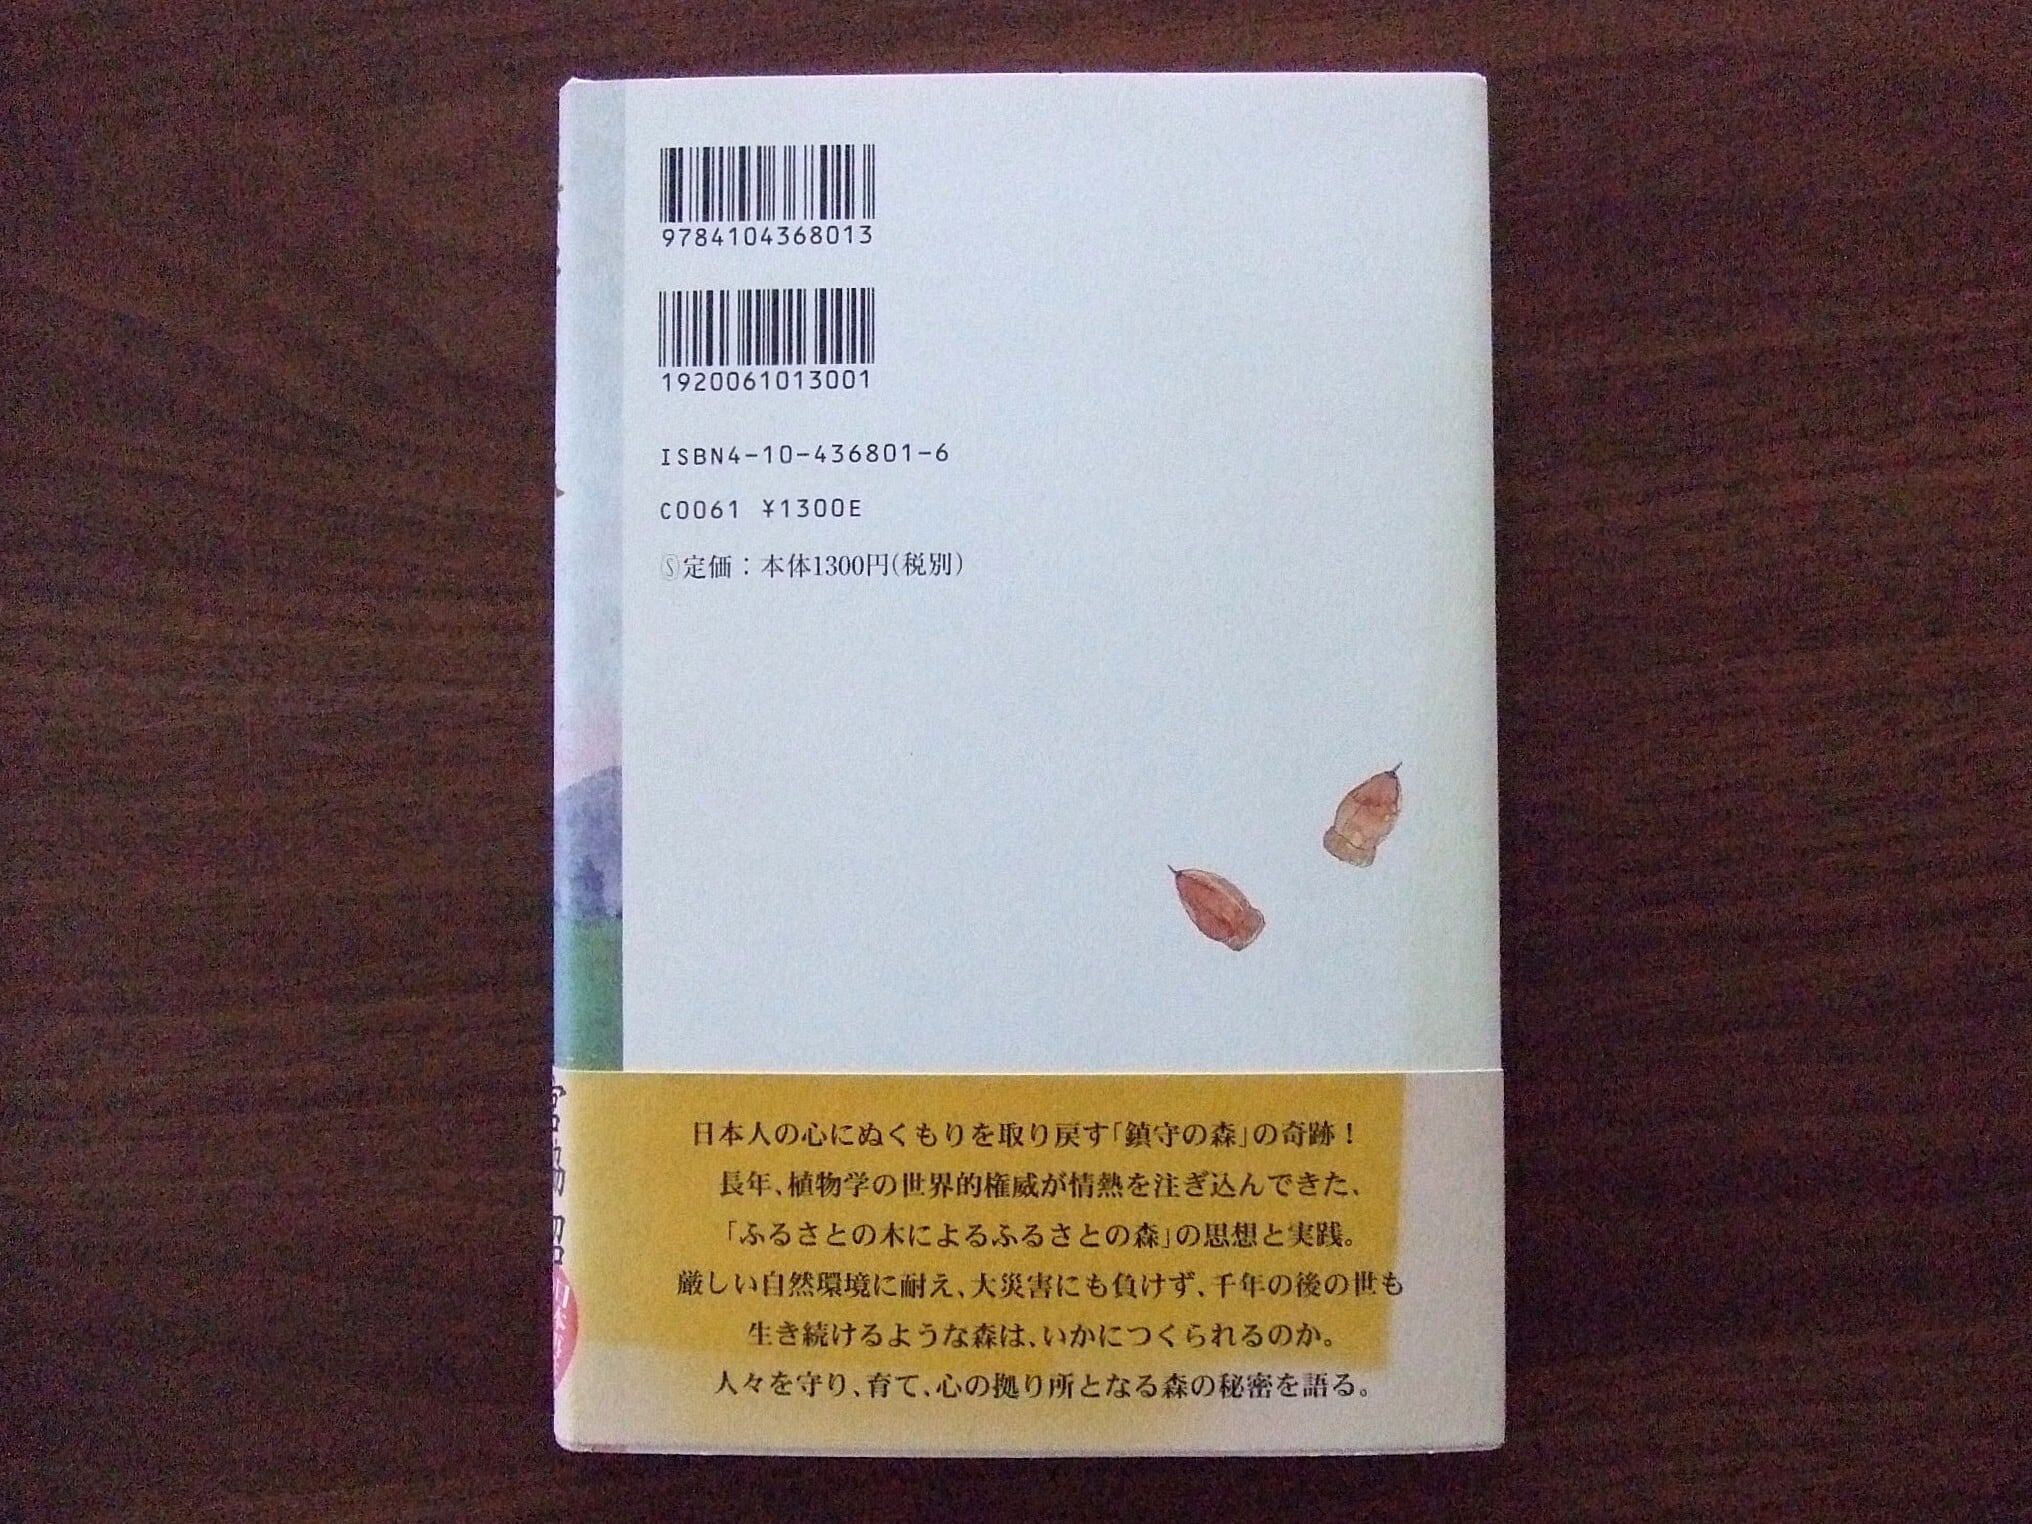 9784104368013
1920061013001
ISBN4-10-436801-6
C0061 ¥1300E
Ⓢ定価：本体1300円(税別)
日本人の心にぬくもりを取り戻す「鎮守の森」の奇跡！
長年、植物学の世界的権威が情熱を注ぎ込んできた、
「ふるさとの木によるふるさとの森」の思想と実践。
厳しい自然環境に耐え、大災害にも負けず、千年の後の世も
生き続けるような森は、いかにつくられるのか。
人々を守り、育て、心の拠り所となる森の秘密を語る。
宮脇 昭